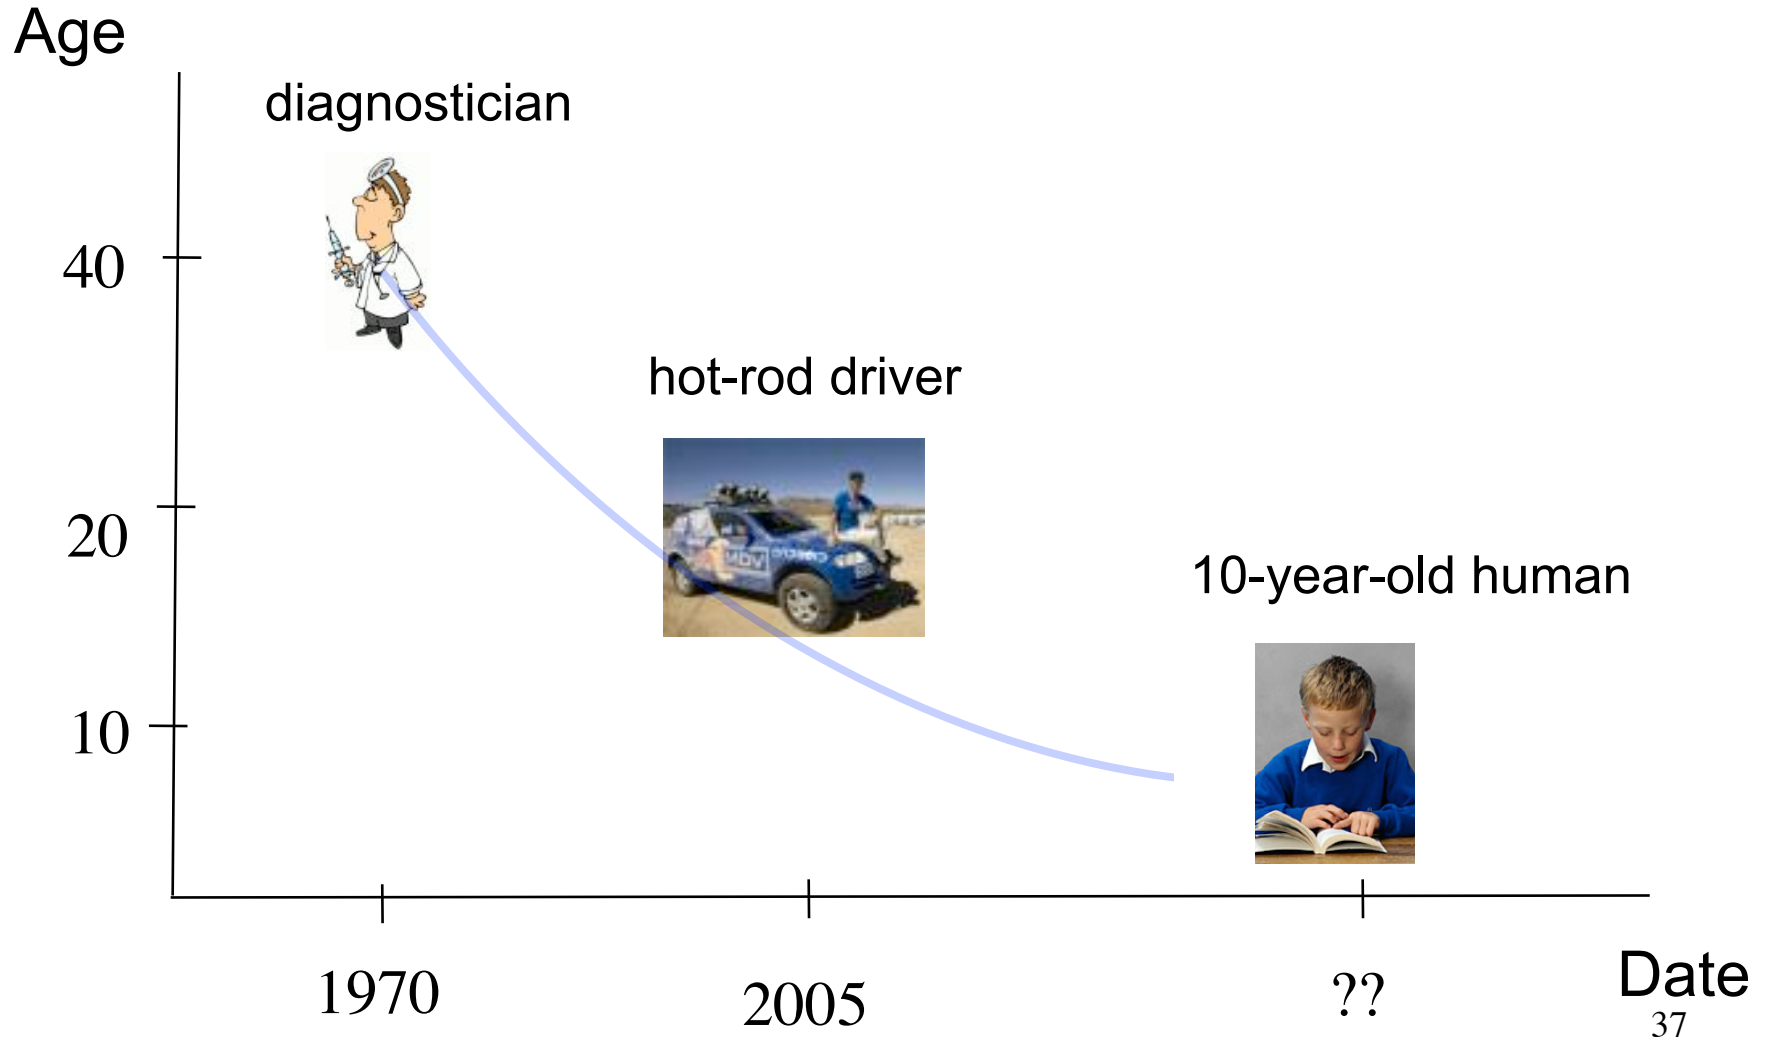 Age
diagnostician
40
hot-rod driver
20
10-year-old human
10
1970
2005
??
Date
37